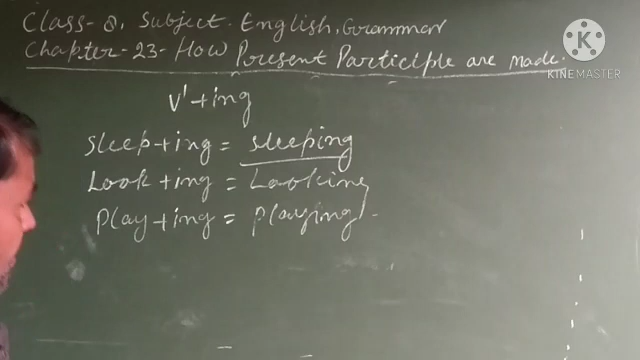 Class-8, Subject- English, Grammar
Chapter-23-How Present Participle are made.
V'+ing
Sleep+ing = sleeping
Look+ing = Looking
Play+ing = playing
K
KINEMASTER